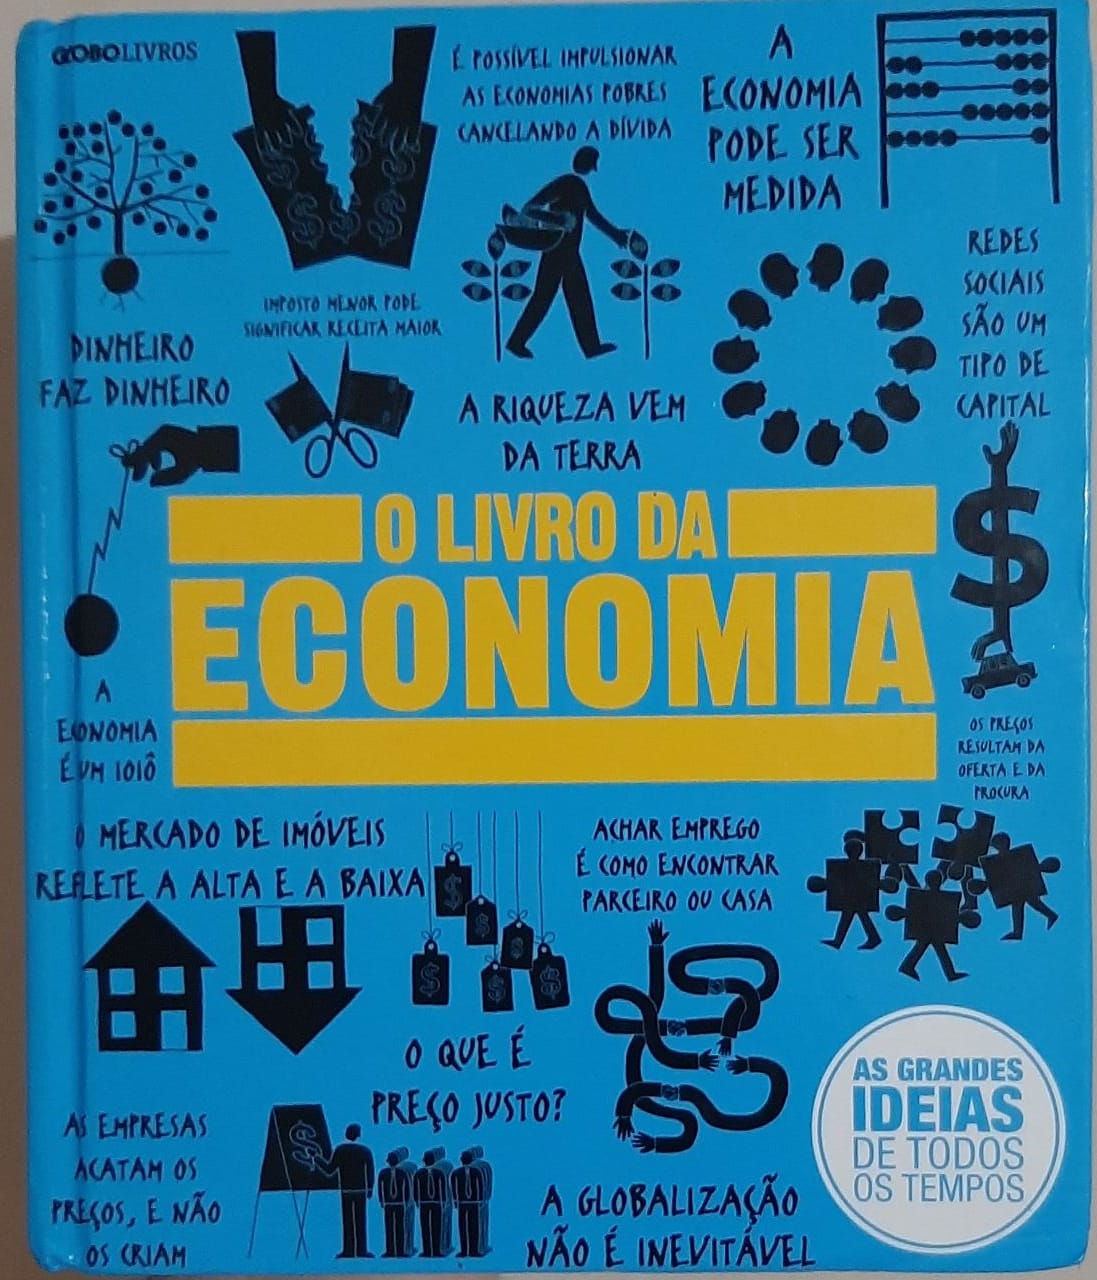 GLOBOLIVROS
É POSSÍVEL IMPULSIONAR
AS ECONOMIAS POBRES
CANCELANDO A DÍVIDA
A
ECONOMIA
PODE SER
MEDIDA
REDES
SOCIAIS
SÃO UM
TIPO DE
CAPITAL
IMPOSTO MENOR PODE
SIGNIFICAR RECEITA MAIOR
DINHEIRO
FAZ DINHEIRO
A RIQUEZA VEM
DA TERRA
O LIVRO DA
ECONOMIA
$
A
ECONOMIA
É UM IOIÔ
OS PREÇOS
RESULTAM DA
OFERTA E DA
PROCURA
O MERCADO DE IMÓVEIS
REFLETE A ALTA E A BAIXA
ACHAR EMPREGO
É COMO ENCONTRAR
PARCEIRO OU CASA
O QUE É
PREÇO JUSTO?
AS EMPRESAS
ACATAM OS
PREÇOS, E NÃO
OS CRIAM
A GLOBALIZAÇÃO
NÃO É INEVITÁVEL
AS GRANDES
IDEIAS
DE TODOS
OS TEMPOS